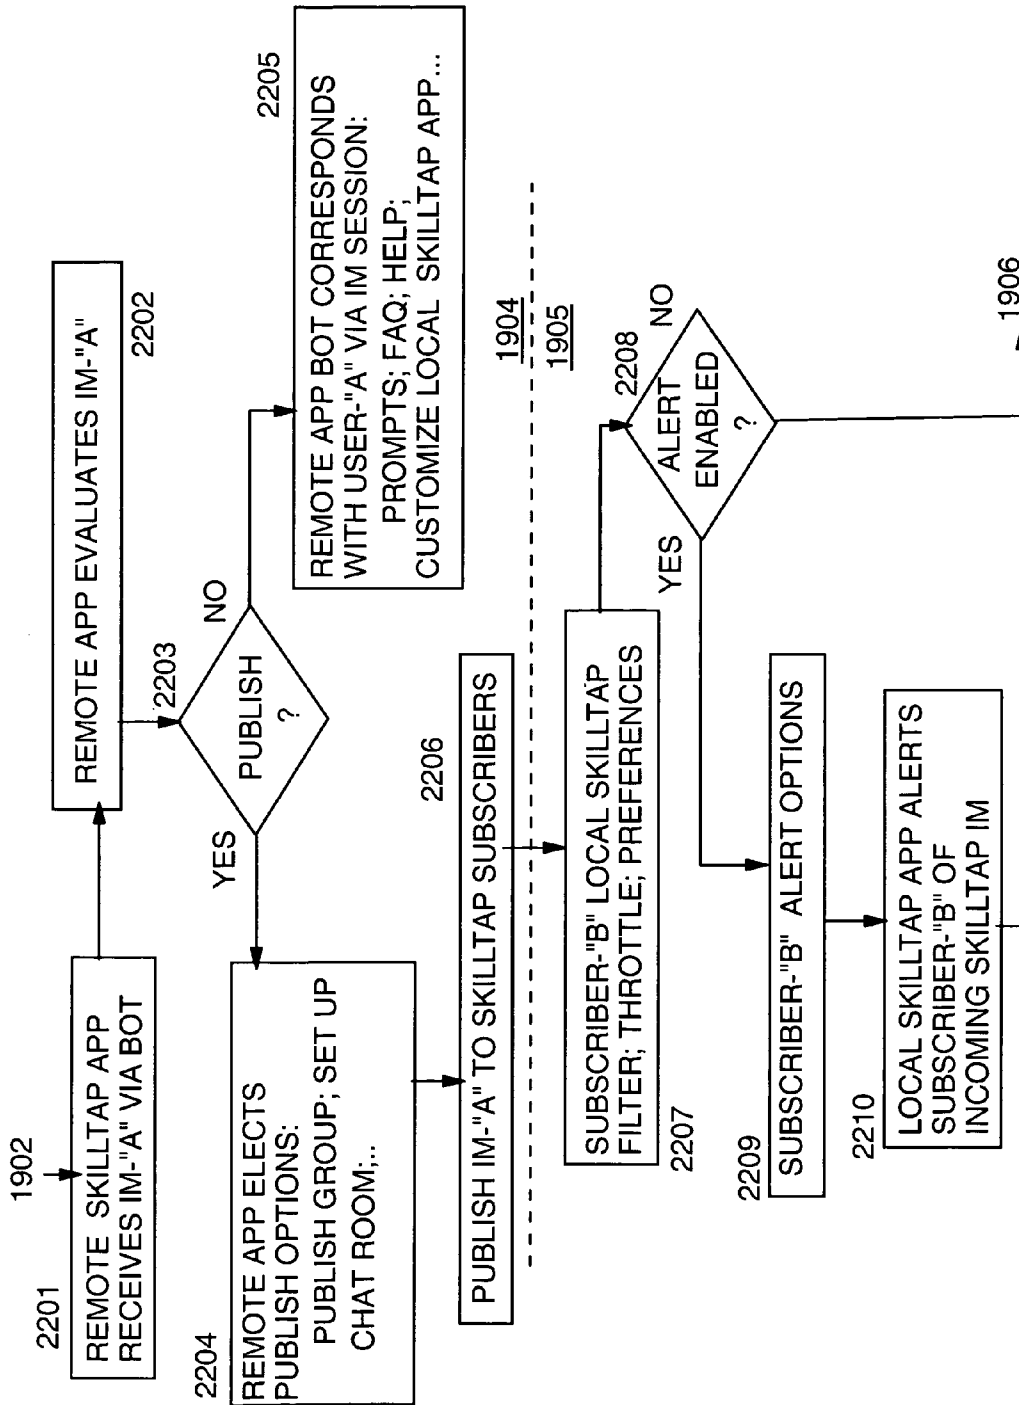 1902
2201
REMOTE SKILLTAP APP
RECEIVES IM-"A" VIA BOT
REMOTE APP EVALUATES IM-"A"
2202
2203
PUBLISH
?
YES
NO
2204
REMOTE APP ELECTS
PUBLISH OPTIONS:
PUBLISH GROUP; SET UP
CHAT ROOM;..
2205
REMOTE APP BOT CORRESPONDS
WITH USER-"A" VIA IM SESSION:
PROMPTS; FAQ; HELP;
CUSTOMIZE LOCAL SKILLTAP APP...
2206
PUBLISH IM-"A" TO SKILLTAP SUBSCRIBERS
1904
1905
SUBSCRIBER-"B" LOCAL SKILLTAP
FILTER; THROTTLE; PREFERENCES
2207
2208
ALERT
ENABLED
?
YES
NO
2209
SUBSCRIBER-"B" ALERT OPTIONS
2210
LOCAL SKILLTAP APP ALERTS
SUBSCRIBER-"B" OF
INCOMING SKILLTAP IM
1906